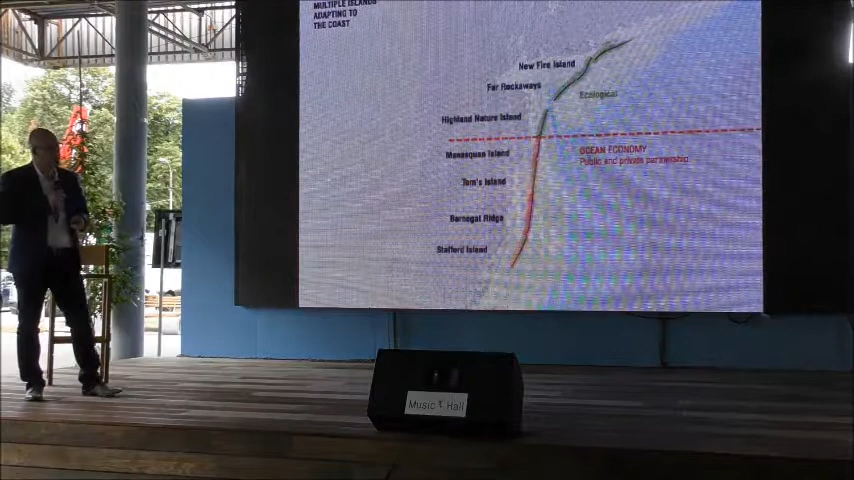 MULTIPLE ISLANDS
ADAPTING TO
THE COAST
New Fire Island
Far Rockaways
Ecological
Highland Nature Island
OCEAN ECONOMY
Manasquan Island
Public and private partnership
Tom's Island
Barnegat Ridge
Stafford Island
Music Hall